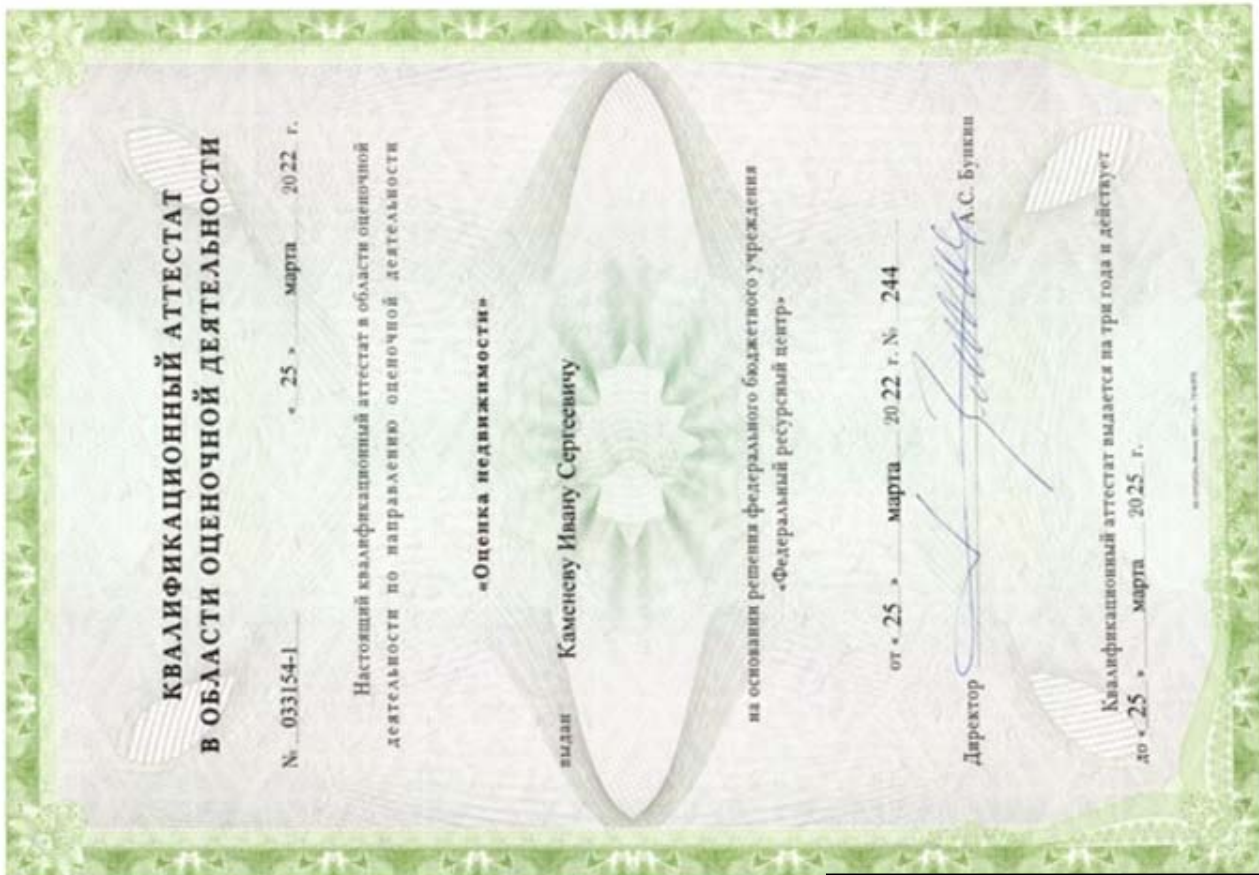 КВАЛИФИКАЦИОННЫЙ АТТЕСТАТ
В ОБЛАСТИ ОЦЕНОЧНОЙ ДЕЯТЕЛЬНОСТИ
№ 033154-1 « 25 » марта 2022 г.
Настоящий квалификационный аттестат в области оценочной
деятельности по направлению оценочной деятельности
«Оценка недвижимости»
выдан Каменеву Ивану Сергеевичу
на основании решения федерального бюджетного учреждения
«Федеральный ресурсный центр»
от « 25 » марта 2022 г. № 244
Директор А.С. Бункин
Квалификационный аттестат выдается на три года и действует
до « 25 » марта 2025 г.